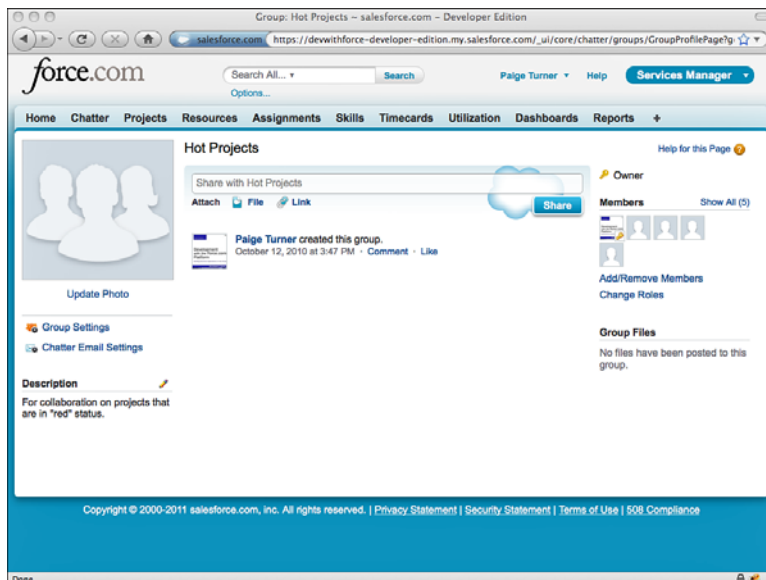 Group: Hot Projects – salesforce.com – Developer Edition
salesforce.com https://devwithforce-developer-edition.my.salesforce.com/_ui/core/chatter/groups/GroupProfilePage?g
force.com
Search All...
Search
Options...
Paige Turner
Help
Services Manager
Home Chatter Projects Resources Assignments Skills Timecards Utilization Dashboards Reports +
Hot Projects
Help for this Page
Share with Hot Projects
Attach File Link
Share
Paige Turner created this group.
October 12, 2010 at 3:47 PM · Comment · Like
Update Photo
Group Settings
Chatter Email Settings
Description
For collaboration on projects that
are in "red" status.
Owner
Members Show All (5)
Add/Remove Members
Change Roles
Group Files
No files have been posted to this
group.
Copyright © 2000-2011 salesforce.com, inc. All rights reserved. | Privacy Statement | Security Statement | Terms of Use | 508 Compliance
Done